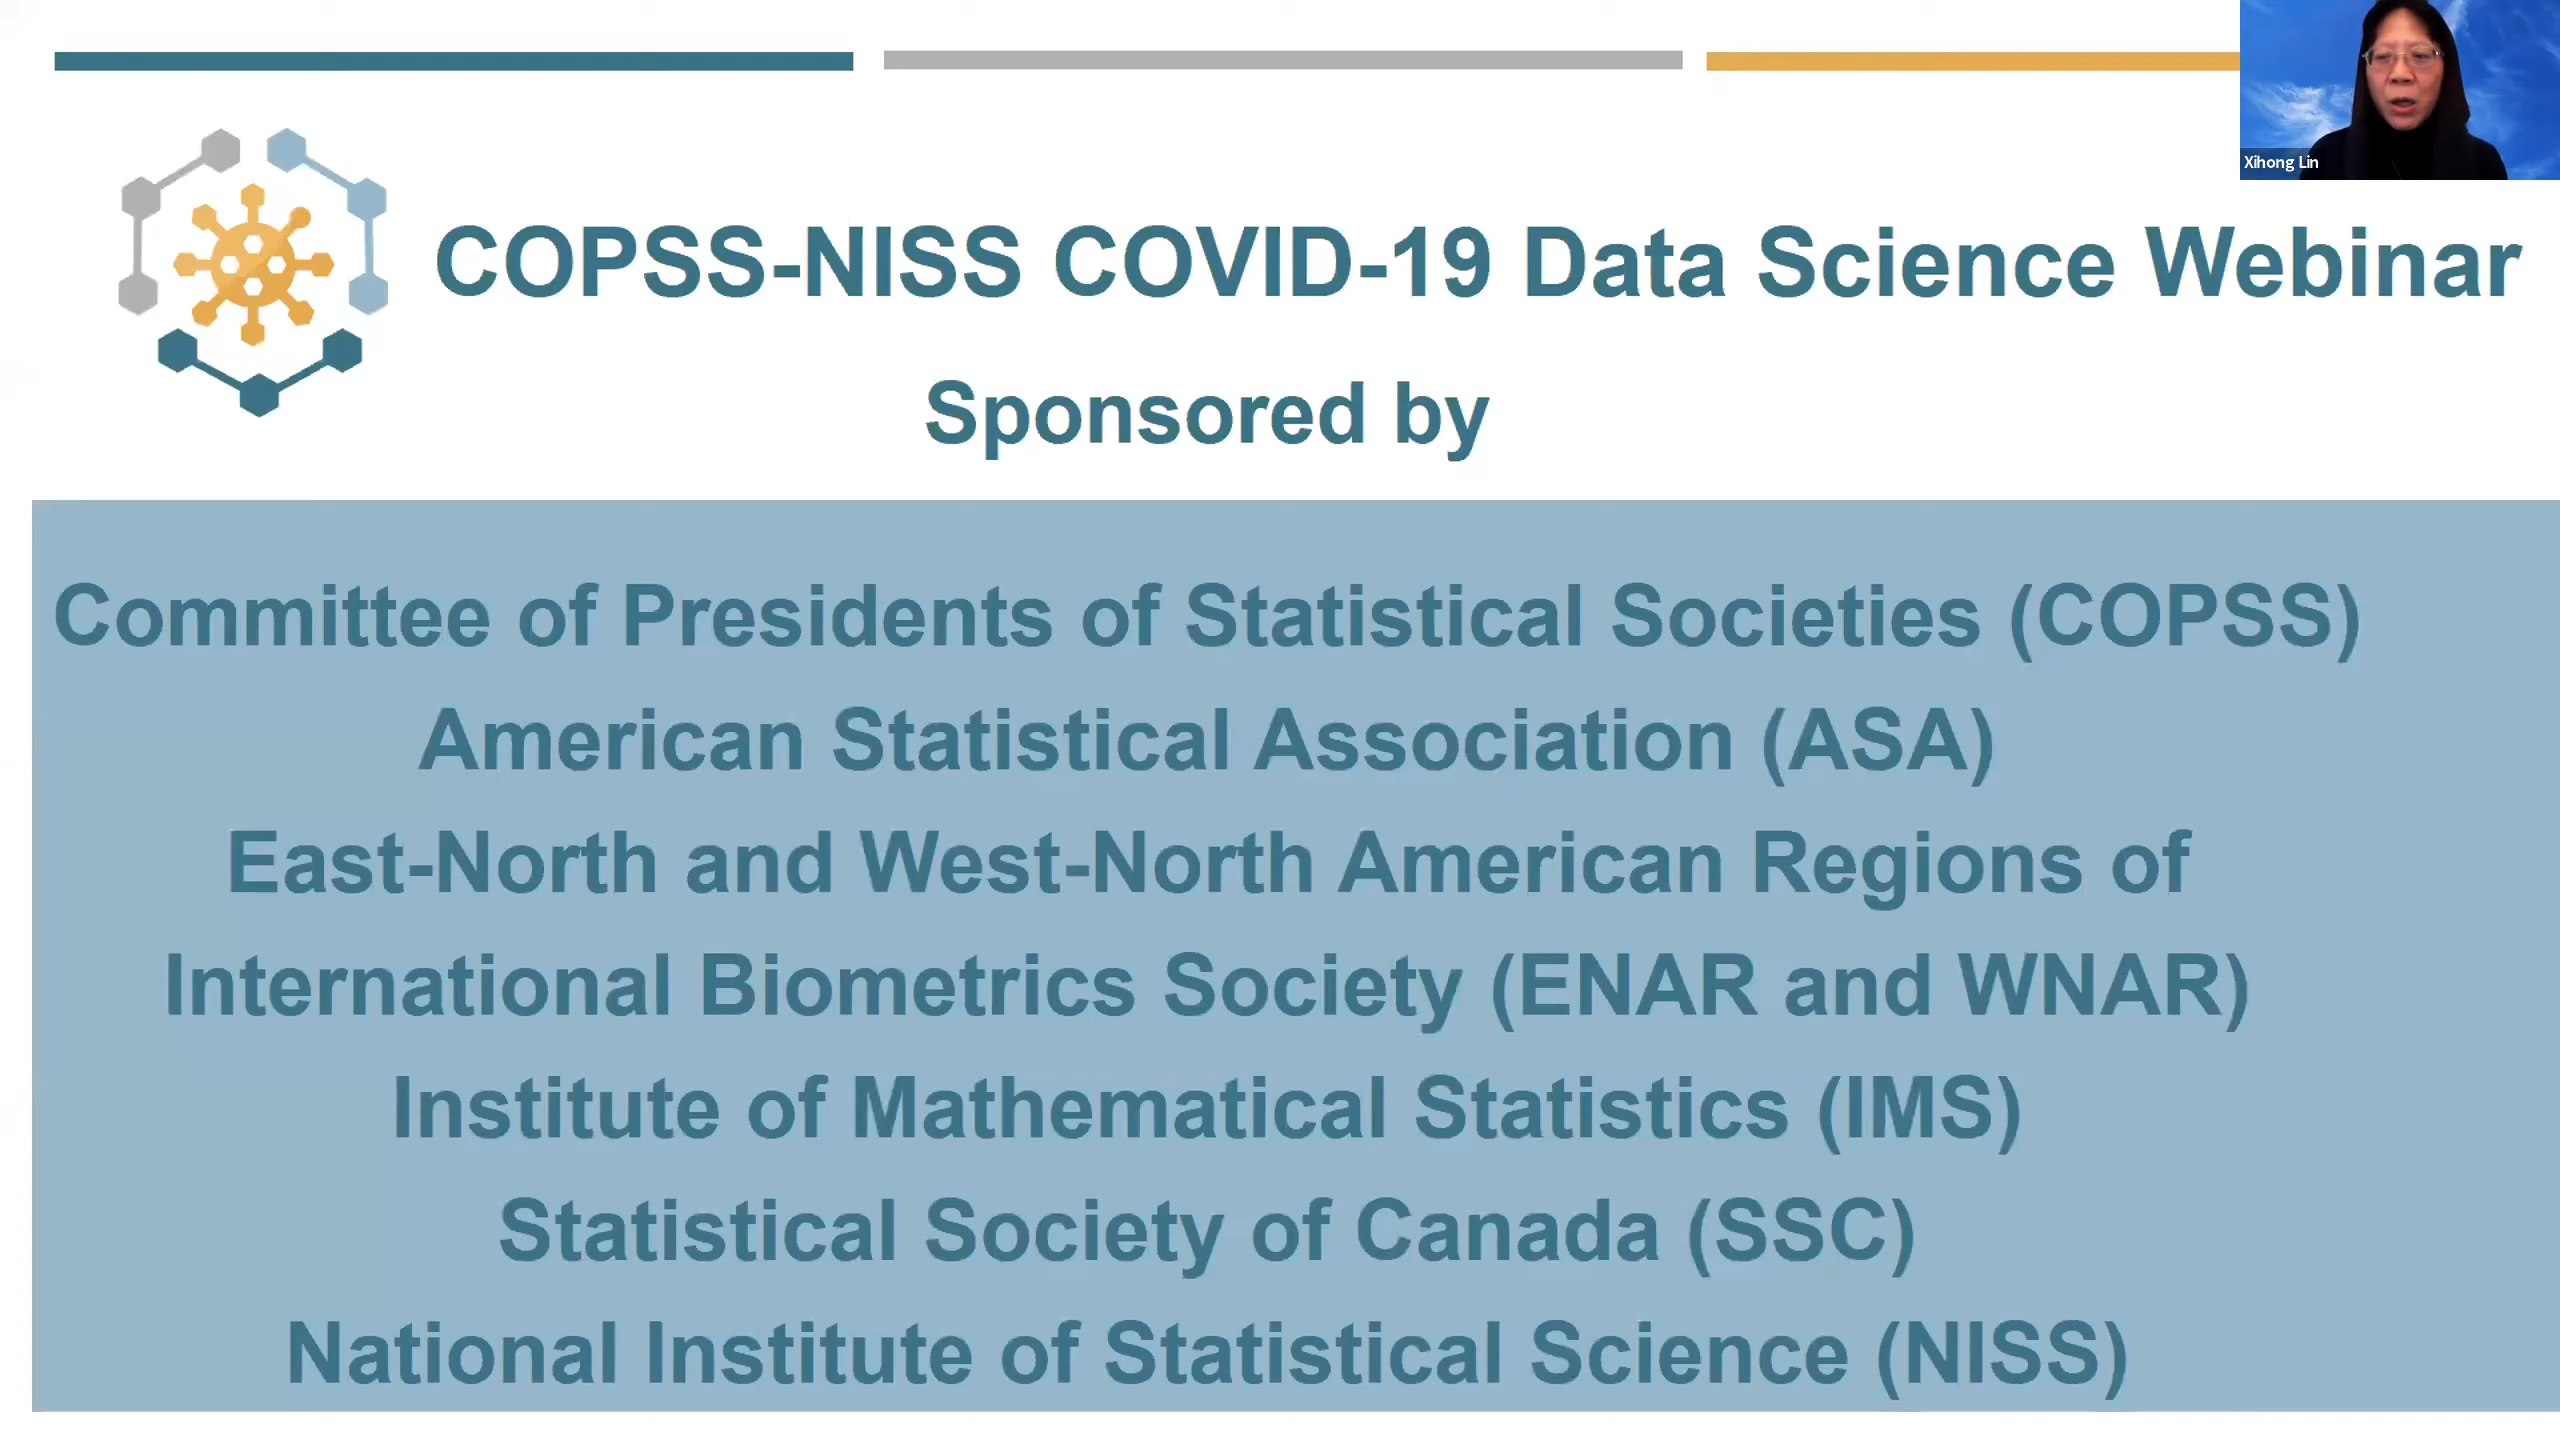 Xihong Lin
COPSS-NISS COVID-19 Data Science Webinar
Sponsored by
Committee of Presidents of Statistical Societies (COPSS)
American Statistical Association (ASA)
East-North and West-North American Regions of
International Biometrics Society (ENAR and WNAR)
Institute of Mathematical Statistics (IMS)
Statistical Society of Canada (SSC)
National Institute of Statistical Science (NISS)